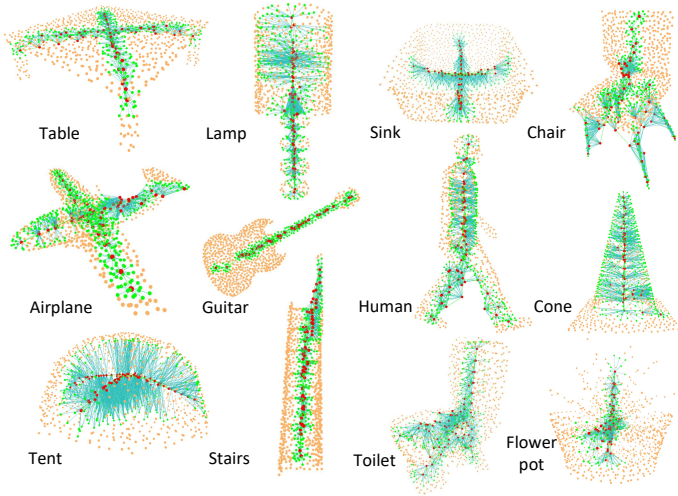 Table
Lamp
Sink
Chair
Airplane
Guitar
Human
Cone
Tent
Stairs
Toilet
Flower
pot